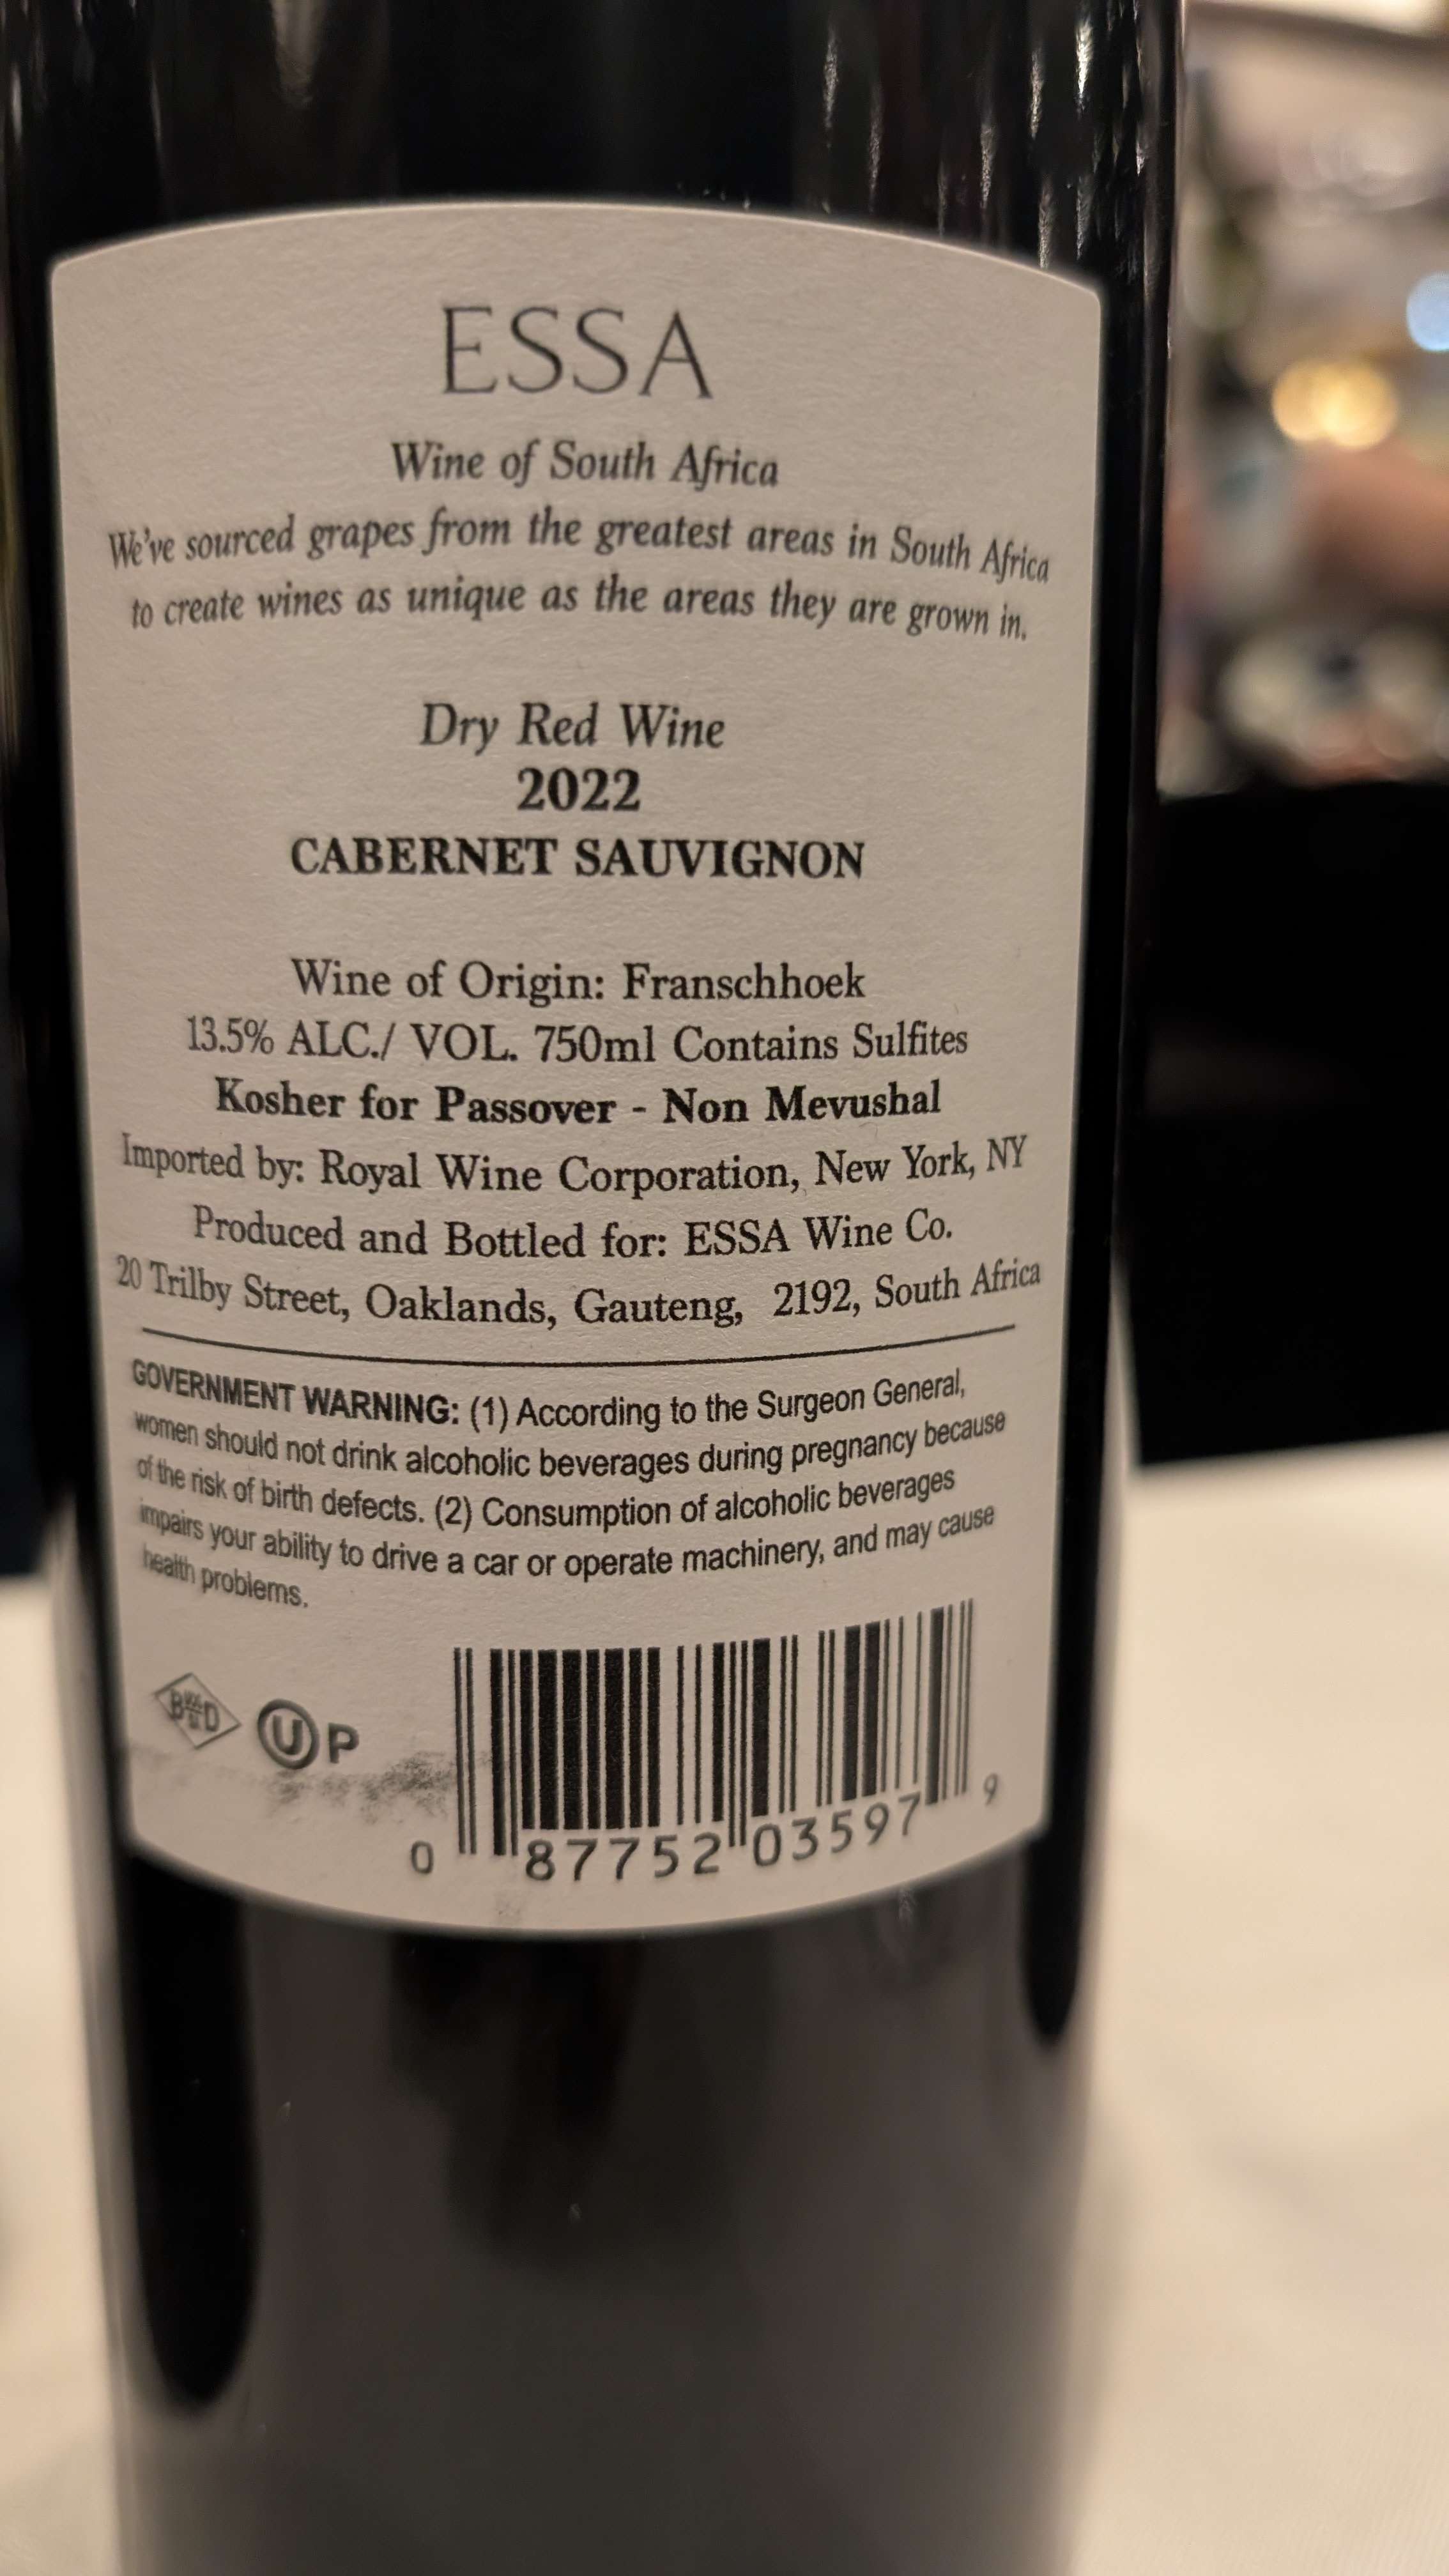 ESSA
Wine of South Africa
We've sourced grapes from the greatest areas in South Africa
to create wines as unique as the areas they are grown in.
Dry Red Wine
2022
CABERNET SAUVIGNON
Wine of Origin: Franschhoek
13.5% ALC./ VOL. 750ml Contains Sulfites
Kosher for Passover - Non Mevushal
Imported by: Royal Wine Corporation, New York, NY
Produced and Bottled for: ESSA Wine Co.
20 Trilby Street, Oaklands, Gauteng, 2192, South Africa
GOVERNMENT WARNING: (1) According to the Surgeon General,
women should not drink alcoholic beverages during pregnancy because
of the risk of birth defects. (2) Consumption of alcoholic beverages
impairs your ability to drive a car or operate machinery, and may cause
health problems.
B D U P
0 87752 03597 9